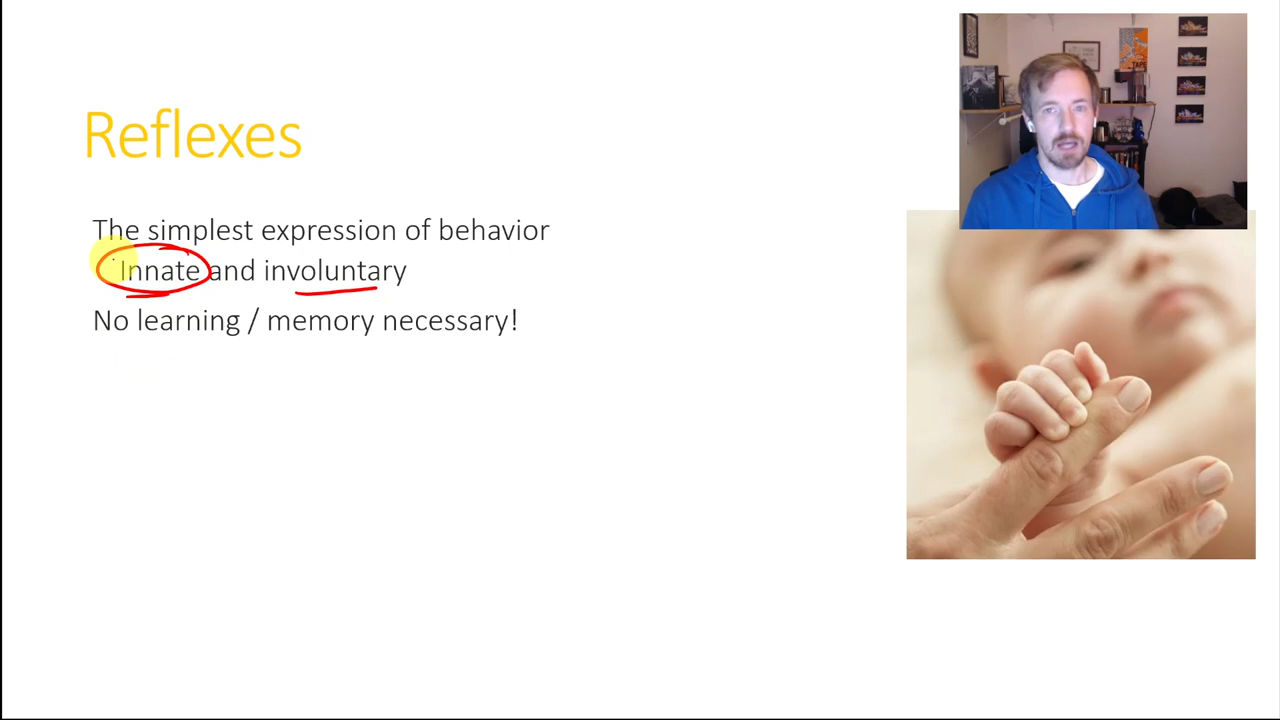 Reflexes
The simplest expression of behavior
Innate and involuntary
No learning / memory necessary!